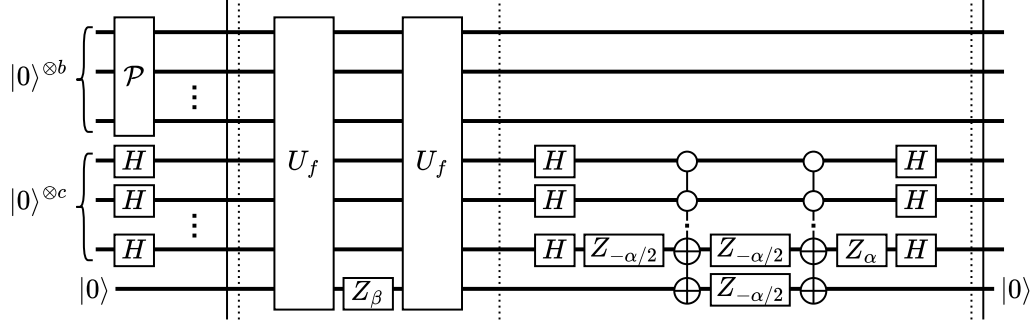 |0⟩^{⊗b} 𝒫 ⋮ U_f U_f
|0⟩^{⊗c} H H H
H H
⋮ ⋮
H H Z_{−α/2} Z_{−α/2} Z_α H
|0⟩ Z_β Z_{−α/2} |0⟩